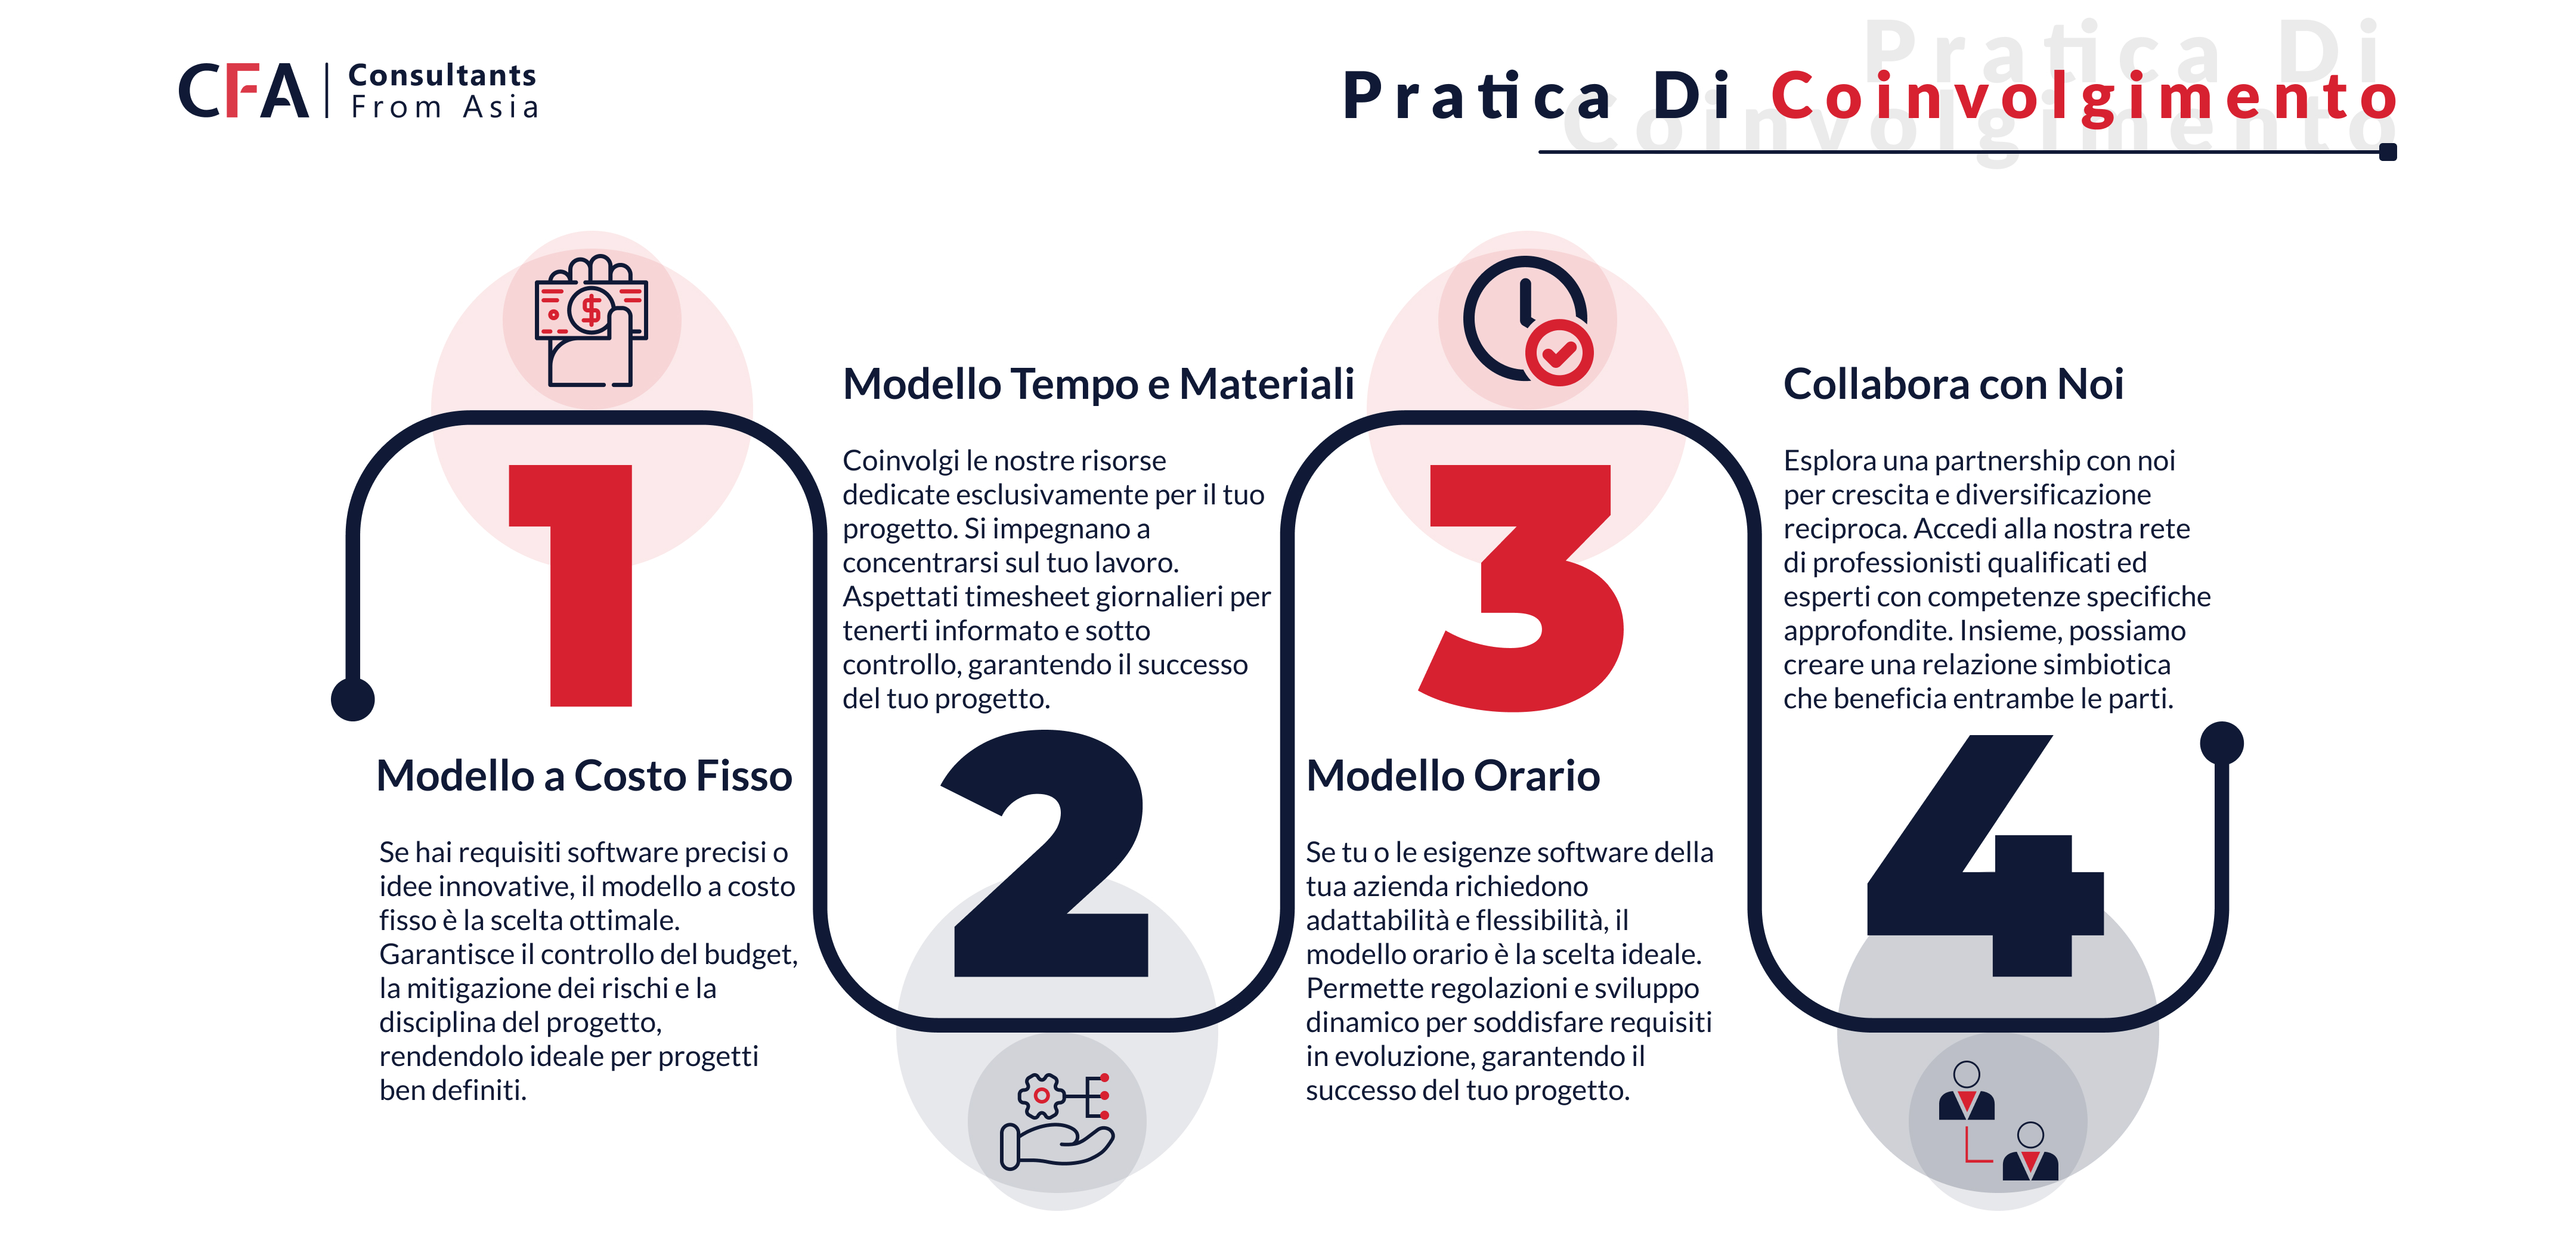 CFA
Consultants
From Asia
Pratica Di
Coinvolgimento
Pratica Di Coinvolgimento
1
Modello a Costo Fisso
Se hai requisiti software precisi o
idee innovative, il modello a costo
fisso è la scelta ottimale.
Garantisce il controllo del budget,
la mitigazione dei rischi e la
disciplina del progetto,
rendendolo ideale per progetti
ben definiti.
Modello Tempo e Materiali
Coinvolgi le nostre risorse
dedicate esclusivamente per il tuo
progetto. Si impegnano a
concentrarsi sul tuo lavoro.
Aspettati timesheet giornalieri per
tenerti informato e sotto
controllo, garantendo il successo
del tuo progetto.
2
3
Modello Orario
Se tu o le esigenze software della
tua azienda richiedono
adattabilità e flessibilità, il
modello orario è la scelta ideale.
Permette regolazioni e sviluppo
dinamico per soddisfare requisiti
in evoluzione, garantendo il
successo del tuo progetto.
Collabora con Noi
Esplora una partnership con noi
per crescita e diversificazione
reciproca. Accedi alla nostra rete
di professionisti qualificati ed
esperti con competenze specifiche
approfondite. Insieme, possiamo
creare una relazione simbiotica
che beneficia entrambe le parti.
4